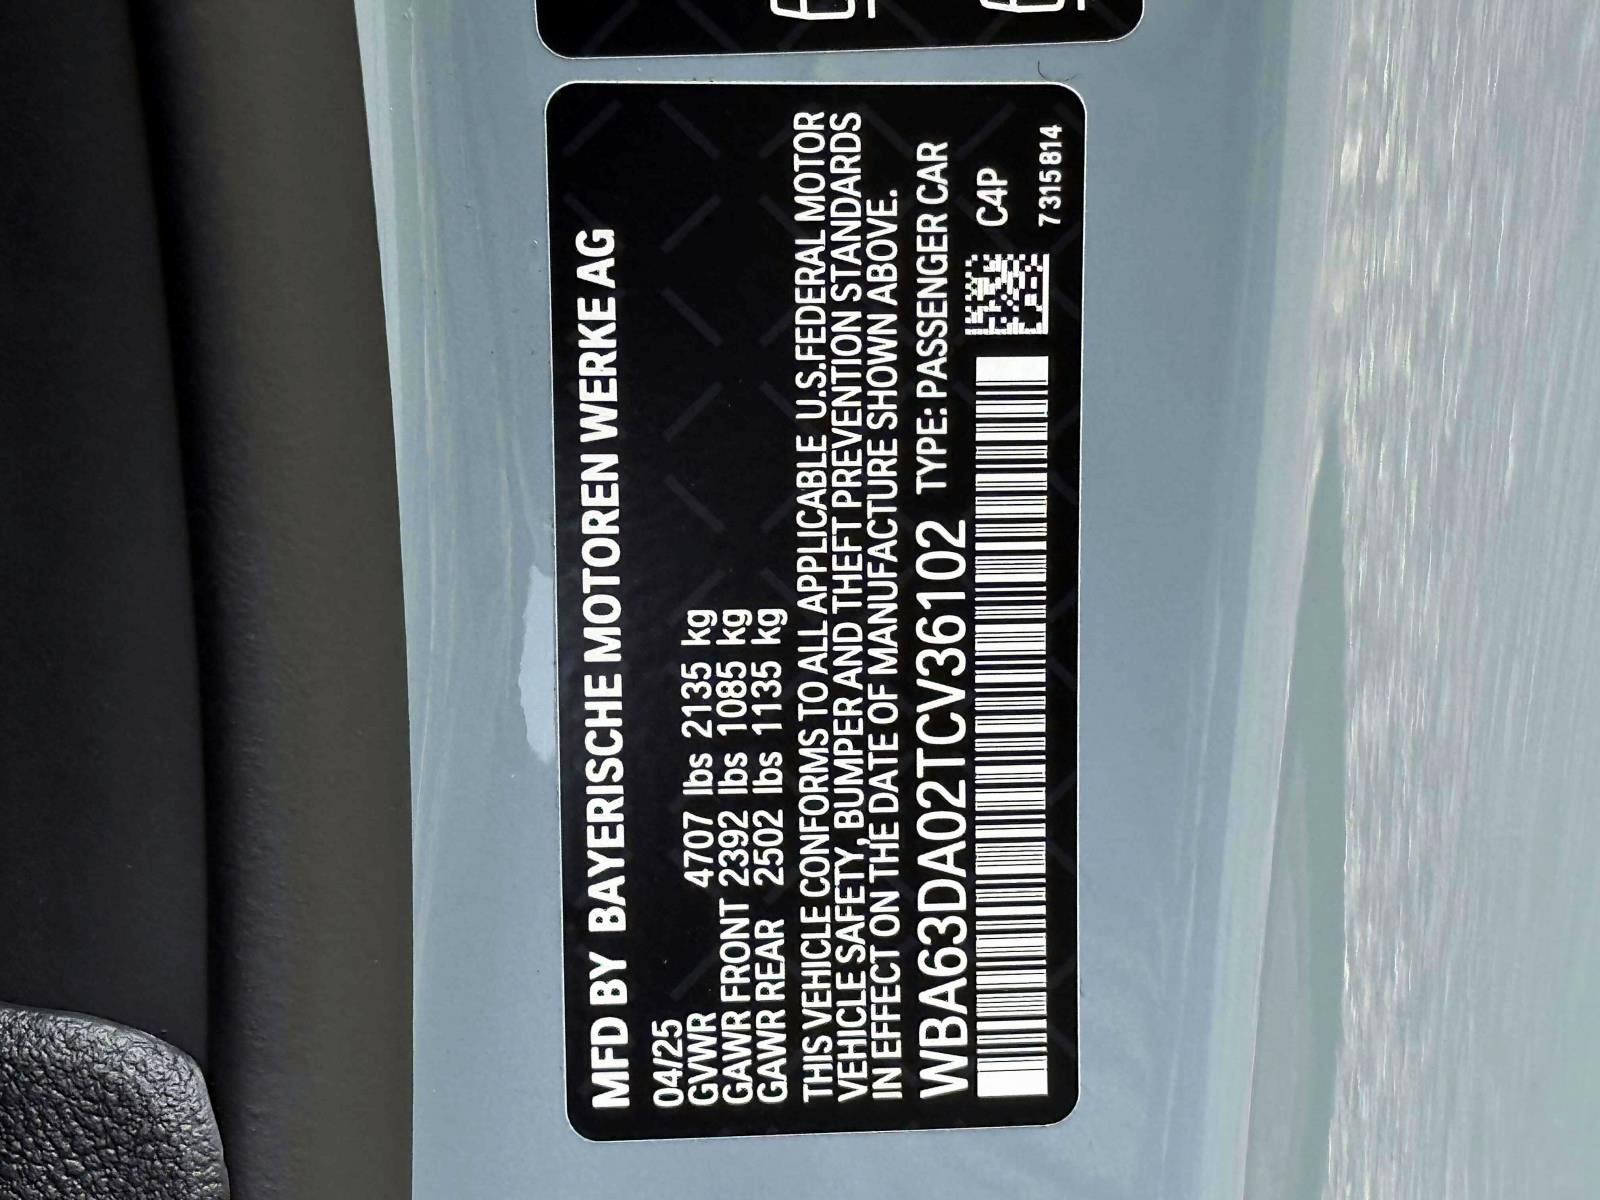 MFD BY BAYERISCHE MOTOREN WERKE AG
04/25
GVWR 4707 lbs 2135 kg
GAWR FRONT 2392 lbs 1085 kg
GAWR REAR 2502 lbs 1135 kg
THIS VEHICLE CONFORMS TO ALL APPLICABLE U.S.FEDERAL MOTOR
VEHICLE SAFETY, BUMPER AND THEFT PREVENTION STANDARDS
IN EFFECT ON THE DATE OF MANUFACTURE SHOWN ABOVE.
WBA63DA02TCV36102 TYPE: PASSENGER CAR
C4P
7315814